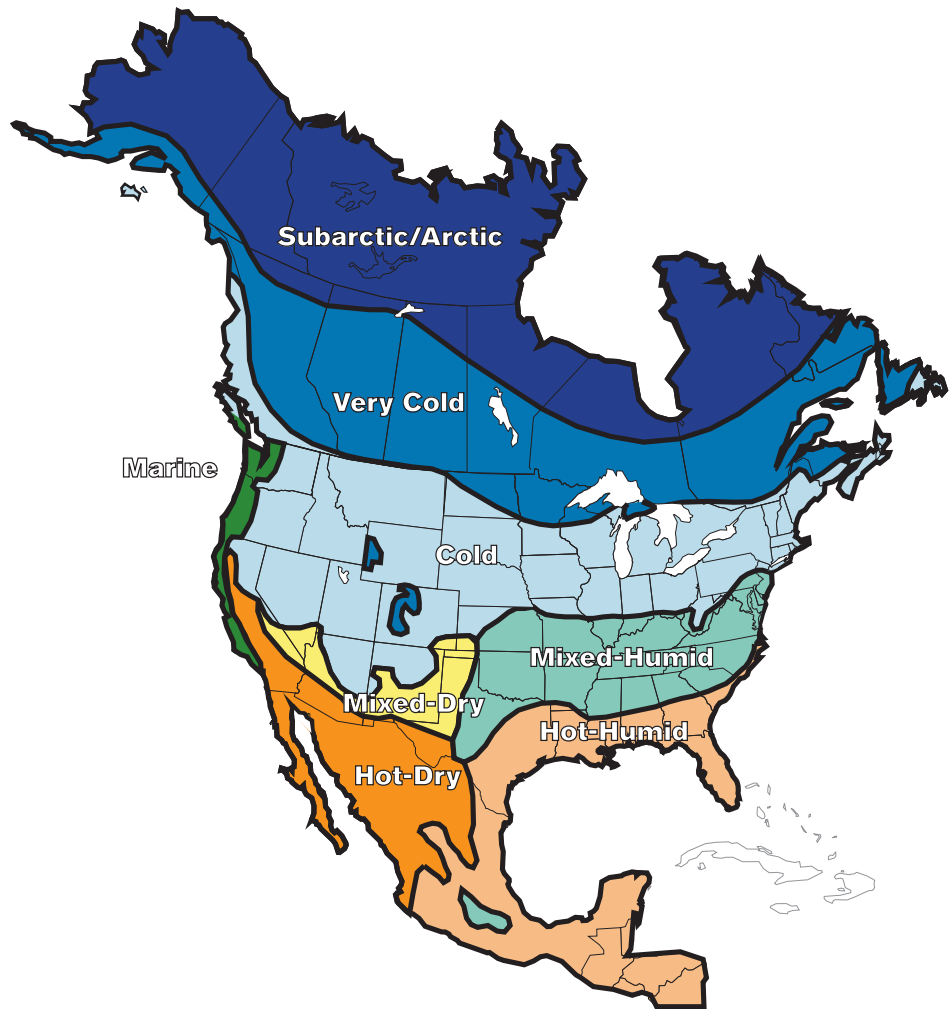 Subarctic/Arctic
Very Cold
Marine
Cold
Mixed-Humid
Mixed-Dry
Hot-Humid
Hot-Dry